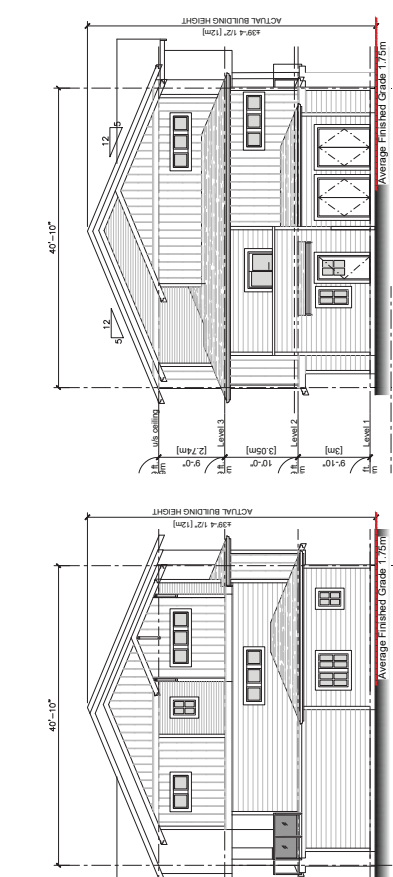 ACTUAL BUILDING HEIGHT
±39'-4 1/2" [12m]
40'-10"
12
5
12
5
u/s ceiling
9'-0"
[2.74m]
Level 3
10'-0"
[3.05m]
Level 2
9'-10"
[3m]
Level 1
Average Finished Grade 1.75m
ACTUAL BUILDING HEIGHT
±39'-4 1/2" [12m]
40'-10"
Average Finished Grade 1.75m